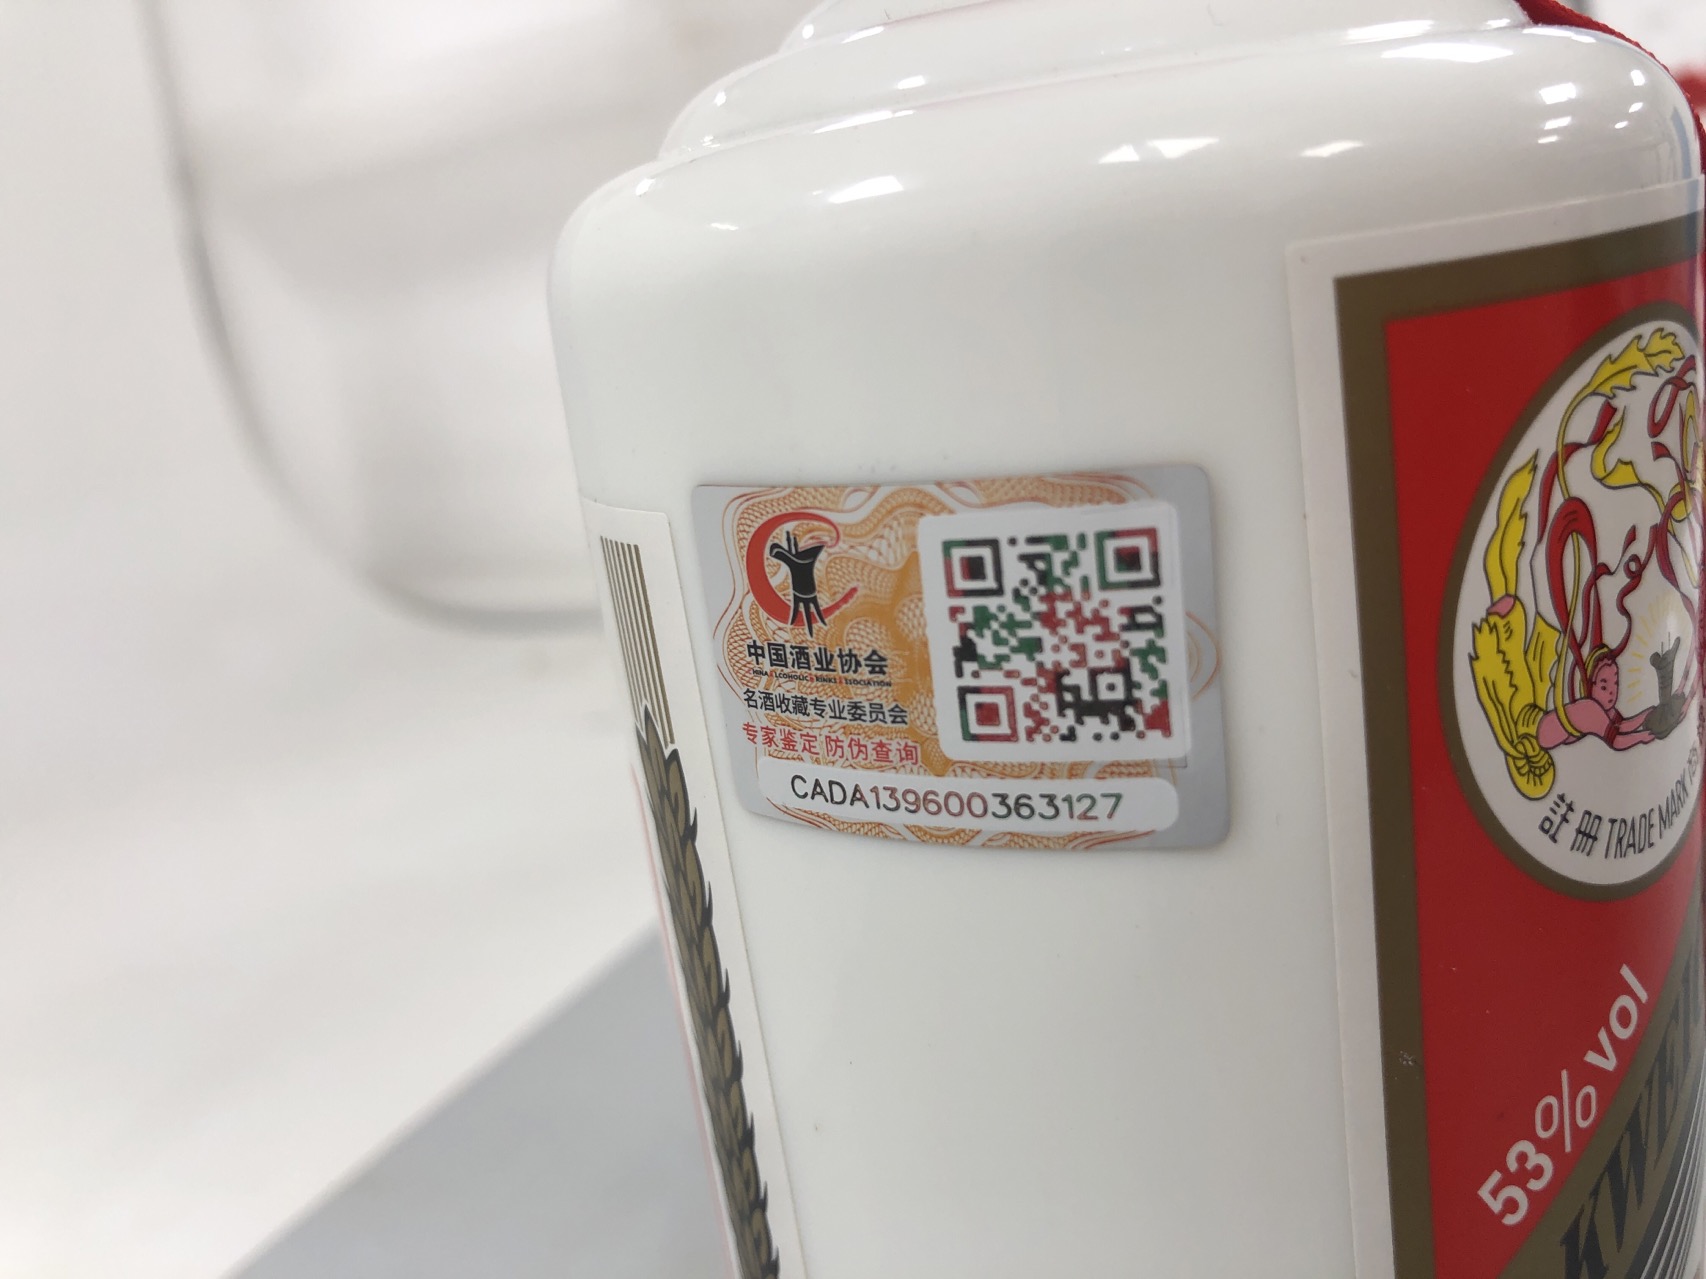 中国酒业协会
名酒收藏专业委员会
专家鉴定 防伪查询
CADA139600363127
註冊 TRADE MARK
53% vol